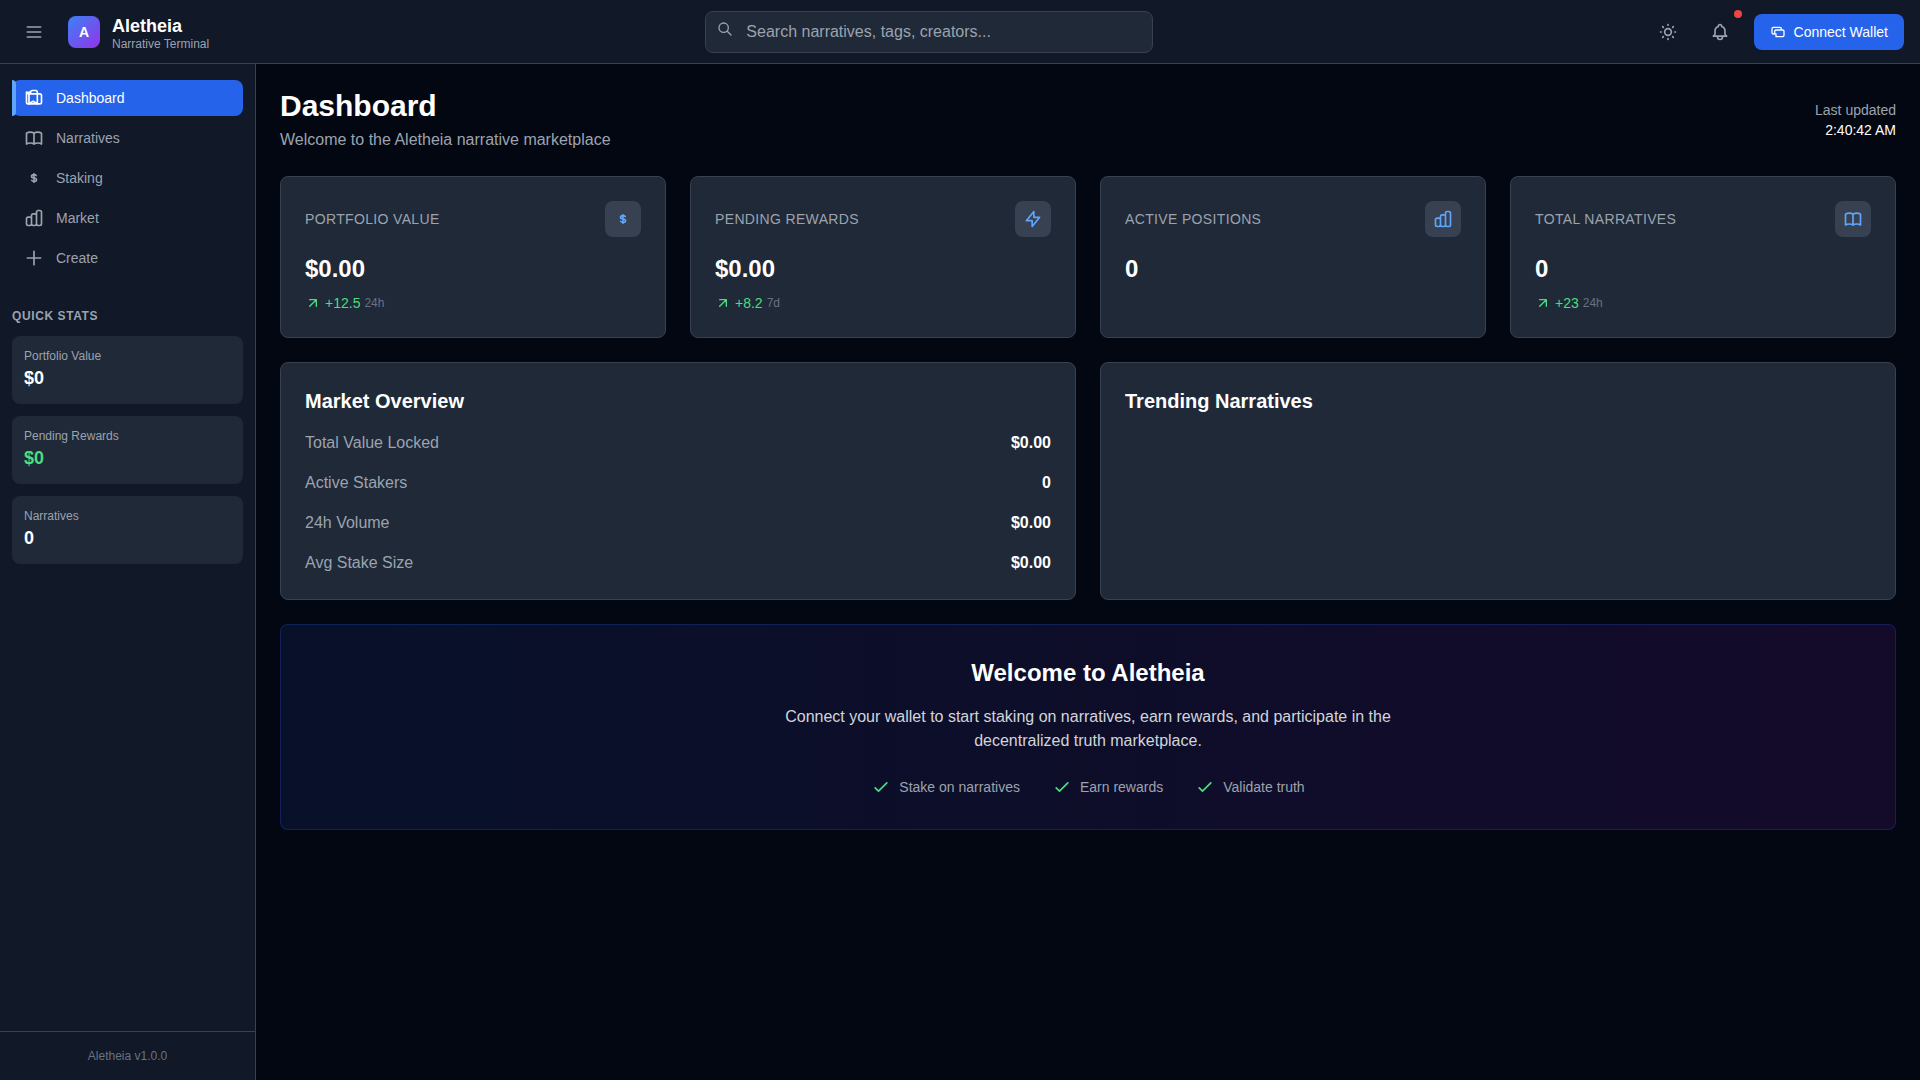 A
Aletheia
Narrative Terminal
Search narratives, tags, creators...
Connect Wallet
Dashboard
Narratives
$ Staking
Market
Create
QUICK STATS
Portfolio Value
$0
Pending Rewards
$0
Narratives
0
Aletheia v1.0.0
Dashboard
Welcome to the Aletheia narrative marketplace
Last updated
2:40:42 AM
PORTFOLIO VALUE $
$0.00
+12.5 24h
PENDING REWARDS
$0.00
+8.2 7d
ACTIVE POSITIONS
0
TOTAL NARRATIVES
0
+23 24h
Market Overview
Total Value Locked $0.00
Active Stakers 0
24h Volume $0.00
Avg Stake Size $0.00
Trending Narratives
Welcome to Aletheia
Connect your wallet to start staking on narratives, earn rewards, and participate in the
decentralized truth marketplace.
Stake on narratives Earn rewards Validate truth